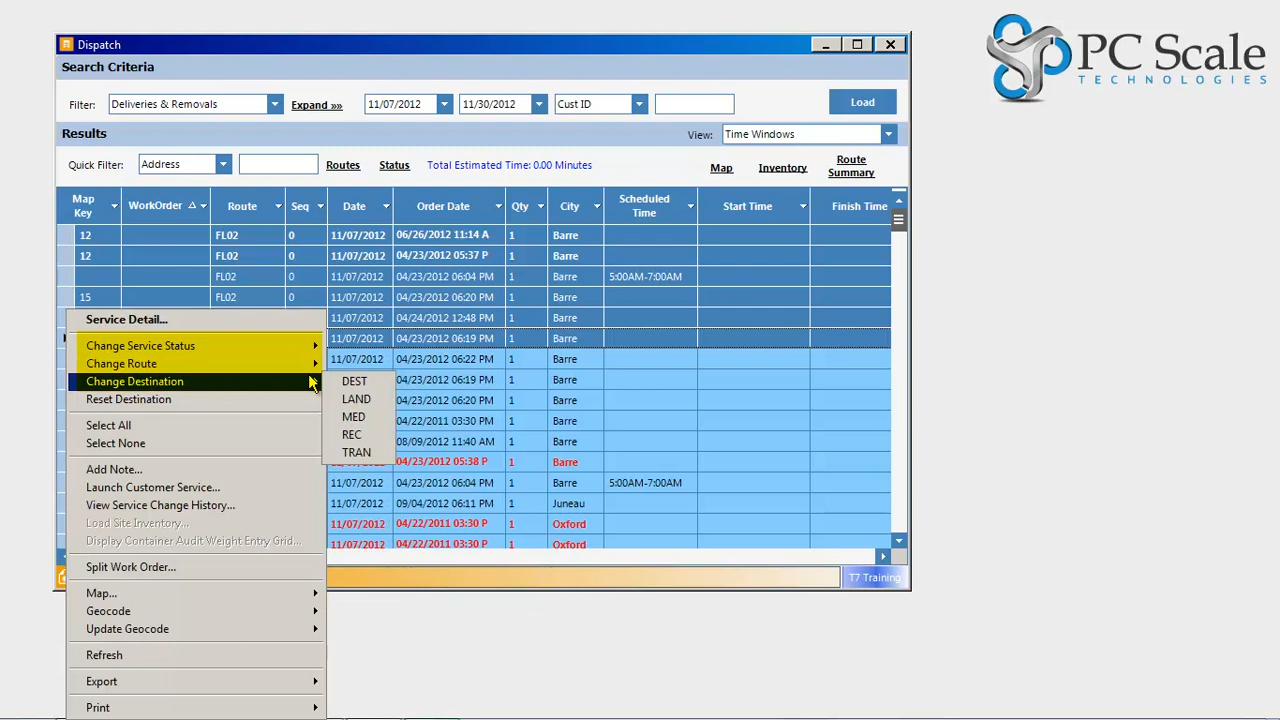 PC Scale
TECHNOLOGIES
Dispatch
Search Criteria
Filter: Deliveries & Removals Expand »» 11/07/2012 11/30/2012 Cust ID Load
Results
View: Time Windows
Quick Filter: Address Routes Status Total Estimated Time: 0.00 Minutes Map Inventory Route Summary
Map Key WorkOrder Route Seq Date Order Date Qty City Scheduled Time Start Time Finish Time
12 FL02 0 11/07/2012 06/26/2012 11:14 A 1 Barre
12 FL02 0 11/07/2012 04/23/2012 05:37 P 1 Barre
FL02 0 11/07/2012 04/23/2012 06:04 PM 1 Barre 5:00AM-7:00AM
15 FL02 0 11/07/2012 04/23/2012 06:20 PM 1 Barre
11/07/2012 04/24/2012 12:48 PM 1 Barre
11/07/2012 04/23/2012 06:19 PM 1 Barre
11/07/2012 04/23/2012 06:22 PM 1 Barre
04/23/2012 06:19 PM 1 Barre
04/23/2012 06:20 PM 1 Barre
04/22/2011 03:30 PM 1 Barre
08/09/2012 11:40 AM 1 Barre
04/23/2012 05:38 P 1 Barre
11/07/2012 04/23/2012 06:04 PM 1 Barre 5:00AM-7:00AM
11/07/2012 09/04/2012 06:11 PM 1 Juneau
11/07/2012 04/22/2011 03:30 P 1 Oxford
11/07/2012 04/22/2011 03:30 P 1 Oxford
T7 Training
Service Detail...
Change Service Status
Change Route
Change Destination
Reset Destination
Select All
Select None
Add Note...
Launch Customer Service...
View Service Change History...
Load Site Inventory...
Display Container Audit Weight Entry Grid...
Split Work Order...
Map...
Geocode
Update Geocode
Refresh
Export
Print
DEST
LAND
MED
REC
TRAN